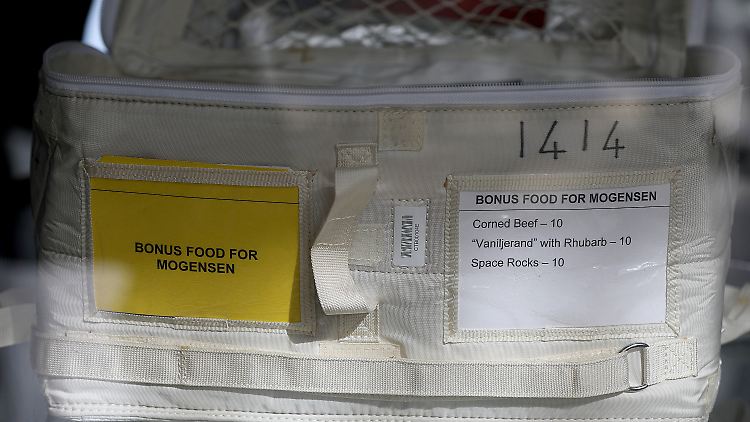 1414
BONUS FOOD FOR
MOGENSEN
BONUS FOOD FOR MOGENSEN
Corned Beef – 10
“Vaniljerand” with Rhubarb – 10
Space Rocks – 10